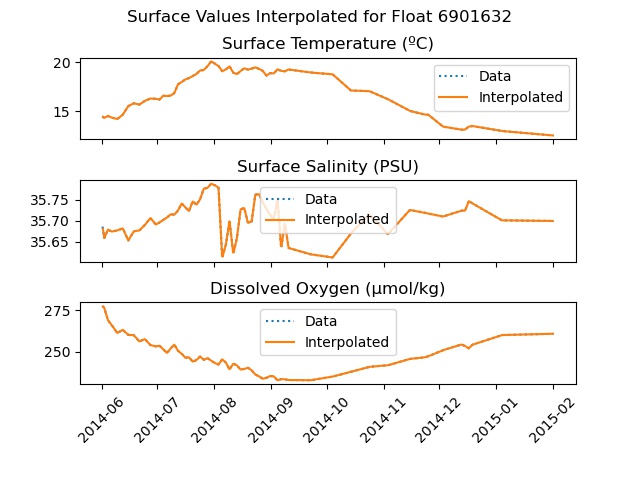 Surface Values Interpolated for Float 6901632
Surface Temperature (ºC)
20
15
Data
Interpolated
Surface Salinity (PSU)
35.75
35.70
35.65
Data
Interpolated
Dissolved Oxygen (μmol/kg)
275
250
Data
Interpolated
2014-06
2014-07
2014-08
2014-09
2014-10
2014-11
2014-12
2015-01
2015-02